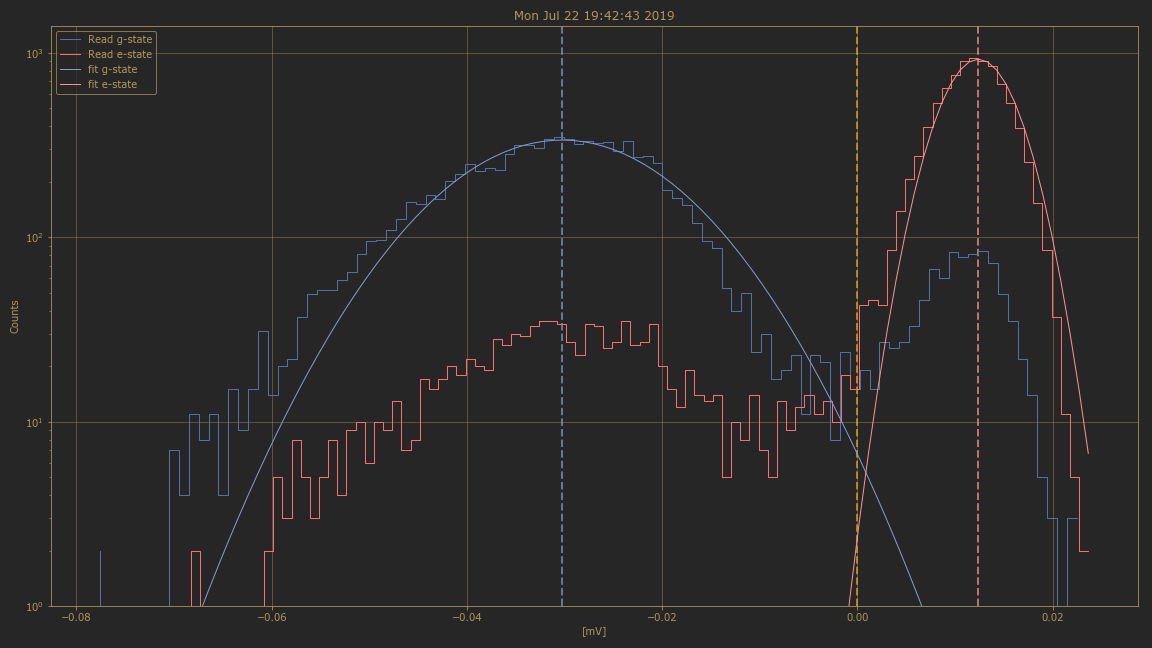 Mon Jul 22 19:42:43 2019
Read g-state
Read e-state
fit g-state
fit e-state
10³
10²
10¹
10⁰
Counts
−0.08 −0.06 −0.04 −0.02 0.00 0.02
[mV]